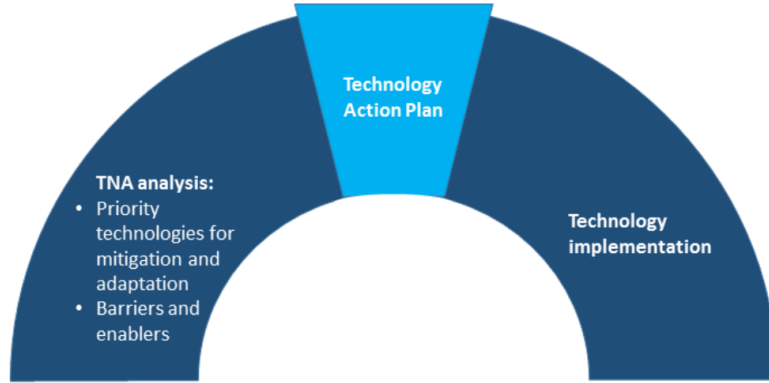 Technology
Action Plan
TNA analysis:
• Priority
technologies for
mitigation and
adaptation
• Barriers and
enablers
Technology
implementation